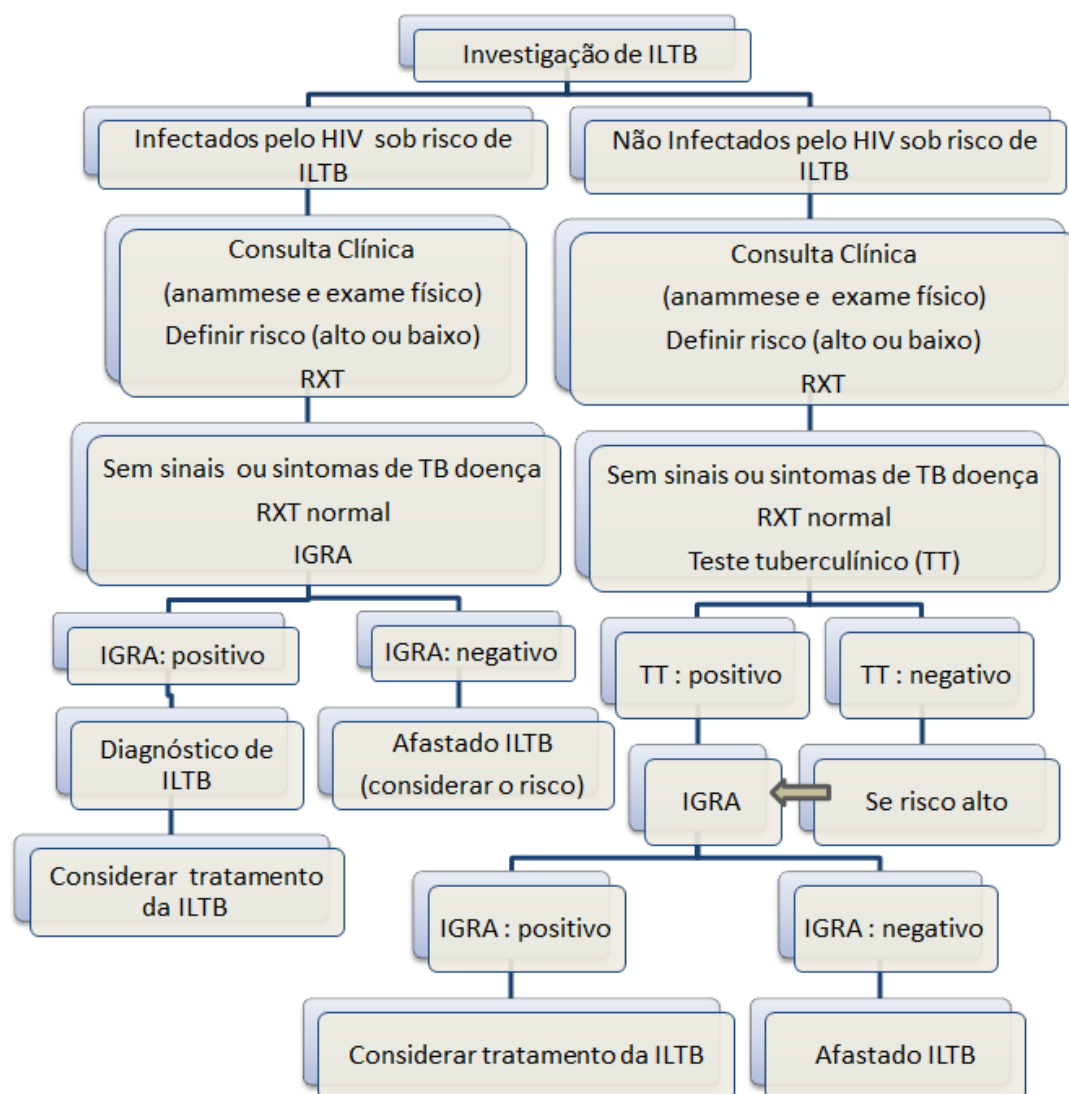 Investigação de ILTB
Infectados pelo HIV sob risco de
ILTB
Não Infectados pelo HIV sob risco de
ILTB
Consulta Clínica
(anammese e exame físico)
Definir risco (alto ou baixo)
RXT
Consulta Clínica
(anammese e exame físico)
Definir risco (alto ou baixo)
RXT
Sem sinais ou sintomas de TB doença
RXT normal
IGRA
Sem sinais ou sintomas de TB doença
RXT normal
Teste tuberculínico (TT)
IGRA: positivo
IGRA: negativo
TT : positivo
TT : negativo
Diagnóstico de
ILTB
Afastado ILTB
(considerar o risco)
IGRA
Se risco alto
Considerar tratamento
da ILTB
IGRA : positivo
IGRA : negativo
Considerar tratamento da ILTB
Afastado ILTB